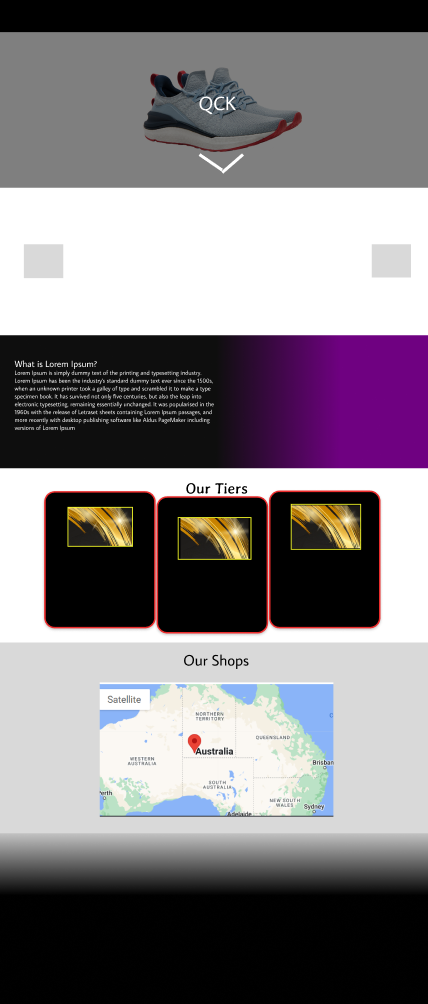 QCK
What is Lorem Ipsum?
Lorem Ipsum is simply dummy text of the printing and typesetting industry.
Lorem Ipsum has been the industry's standard dummy text ever since the 1500s,
when an unknown printer took a galley of type and scrambled it to make a type
specimen book. It has survived not only five centuries, but also the leap into
electronic typesetting, remaining essentially unchanged. It was popularised in the
1960s with the release of Letraset sheets containing Lorem Ipsum passages, and
more recently with desktop publishing software like Aldus PageMaker including
versions of Lorem Ipsum
Our Tiers
Our Shops
Satellite
NORTHERN
TERRITORY
QUEENSLAND
Australia
WESTERN
AUSTRALIA
Brisban
SOUTH
AUSTRALIA
erth
NEW SOUTH
WALES
Sydney
Adelaide